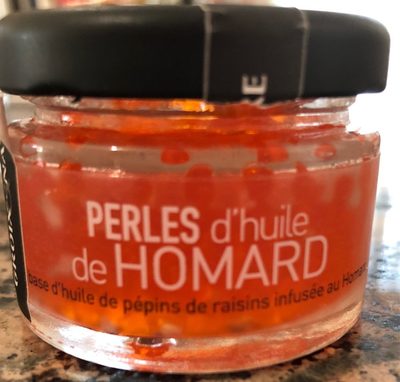 PERLES d'huile
de HOMARD
base d'huile de pépins de raisins infusée au Homard